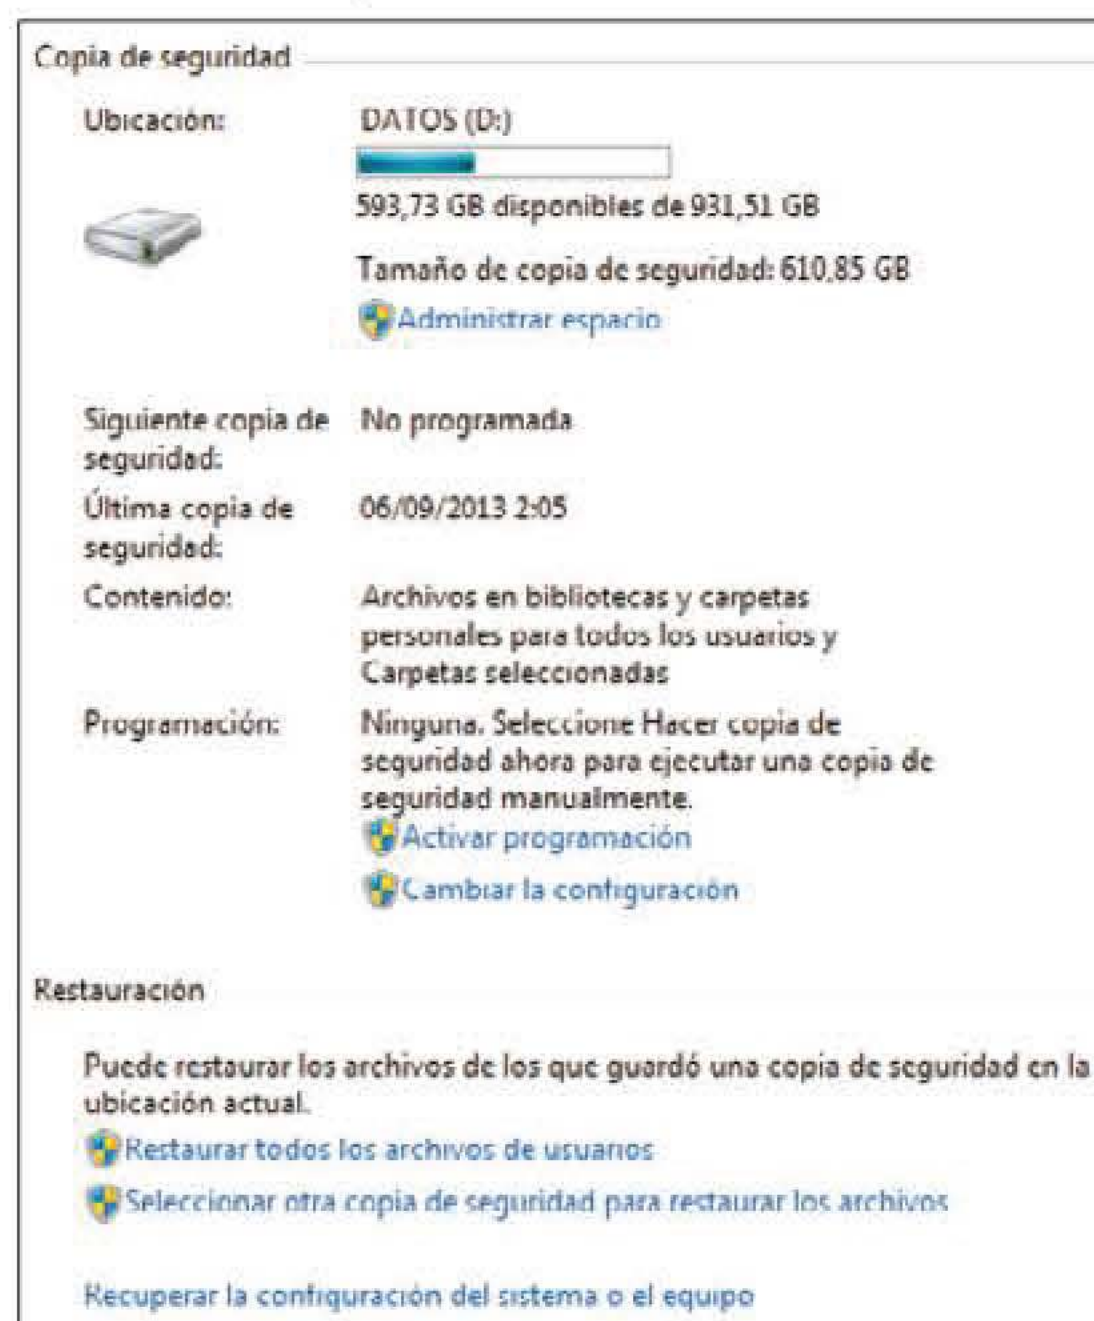 Copia de seguridad
Ubicación: DATOS (D:)
593,73 GB disponibles de 931,51 GB
Tamaño de copia de seguridad: 610,85 GB
Administrar espacio
Siguiente copia de seguridad: No programada
Última copia de seguridad: 06/09/2013 2:05
Contenido: Archivos en bibliotecas y carpetas
personales para todos los usuarios y
Carpetas seleccionadas
Programación: Ninguna. Seleccione Hacer copia de
seguridad ahora para ejecutar una copia de
seguridad manualmente.
Activar programación
Cambiar la configuración
Restauración
Puede restaurar los archivos de los que guardó una copia de seguridad en la
ubicación actual.
Restaurar todos los archivos de usuarios
Seleccionar otra copia de seguridad para restaurar los archivos
Recuperar la configuración del sistema o el equipo